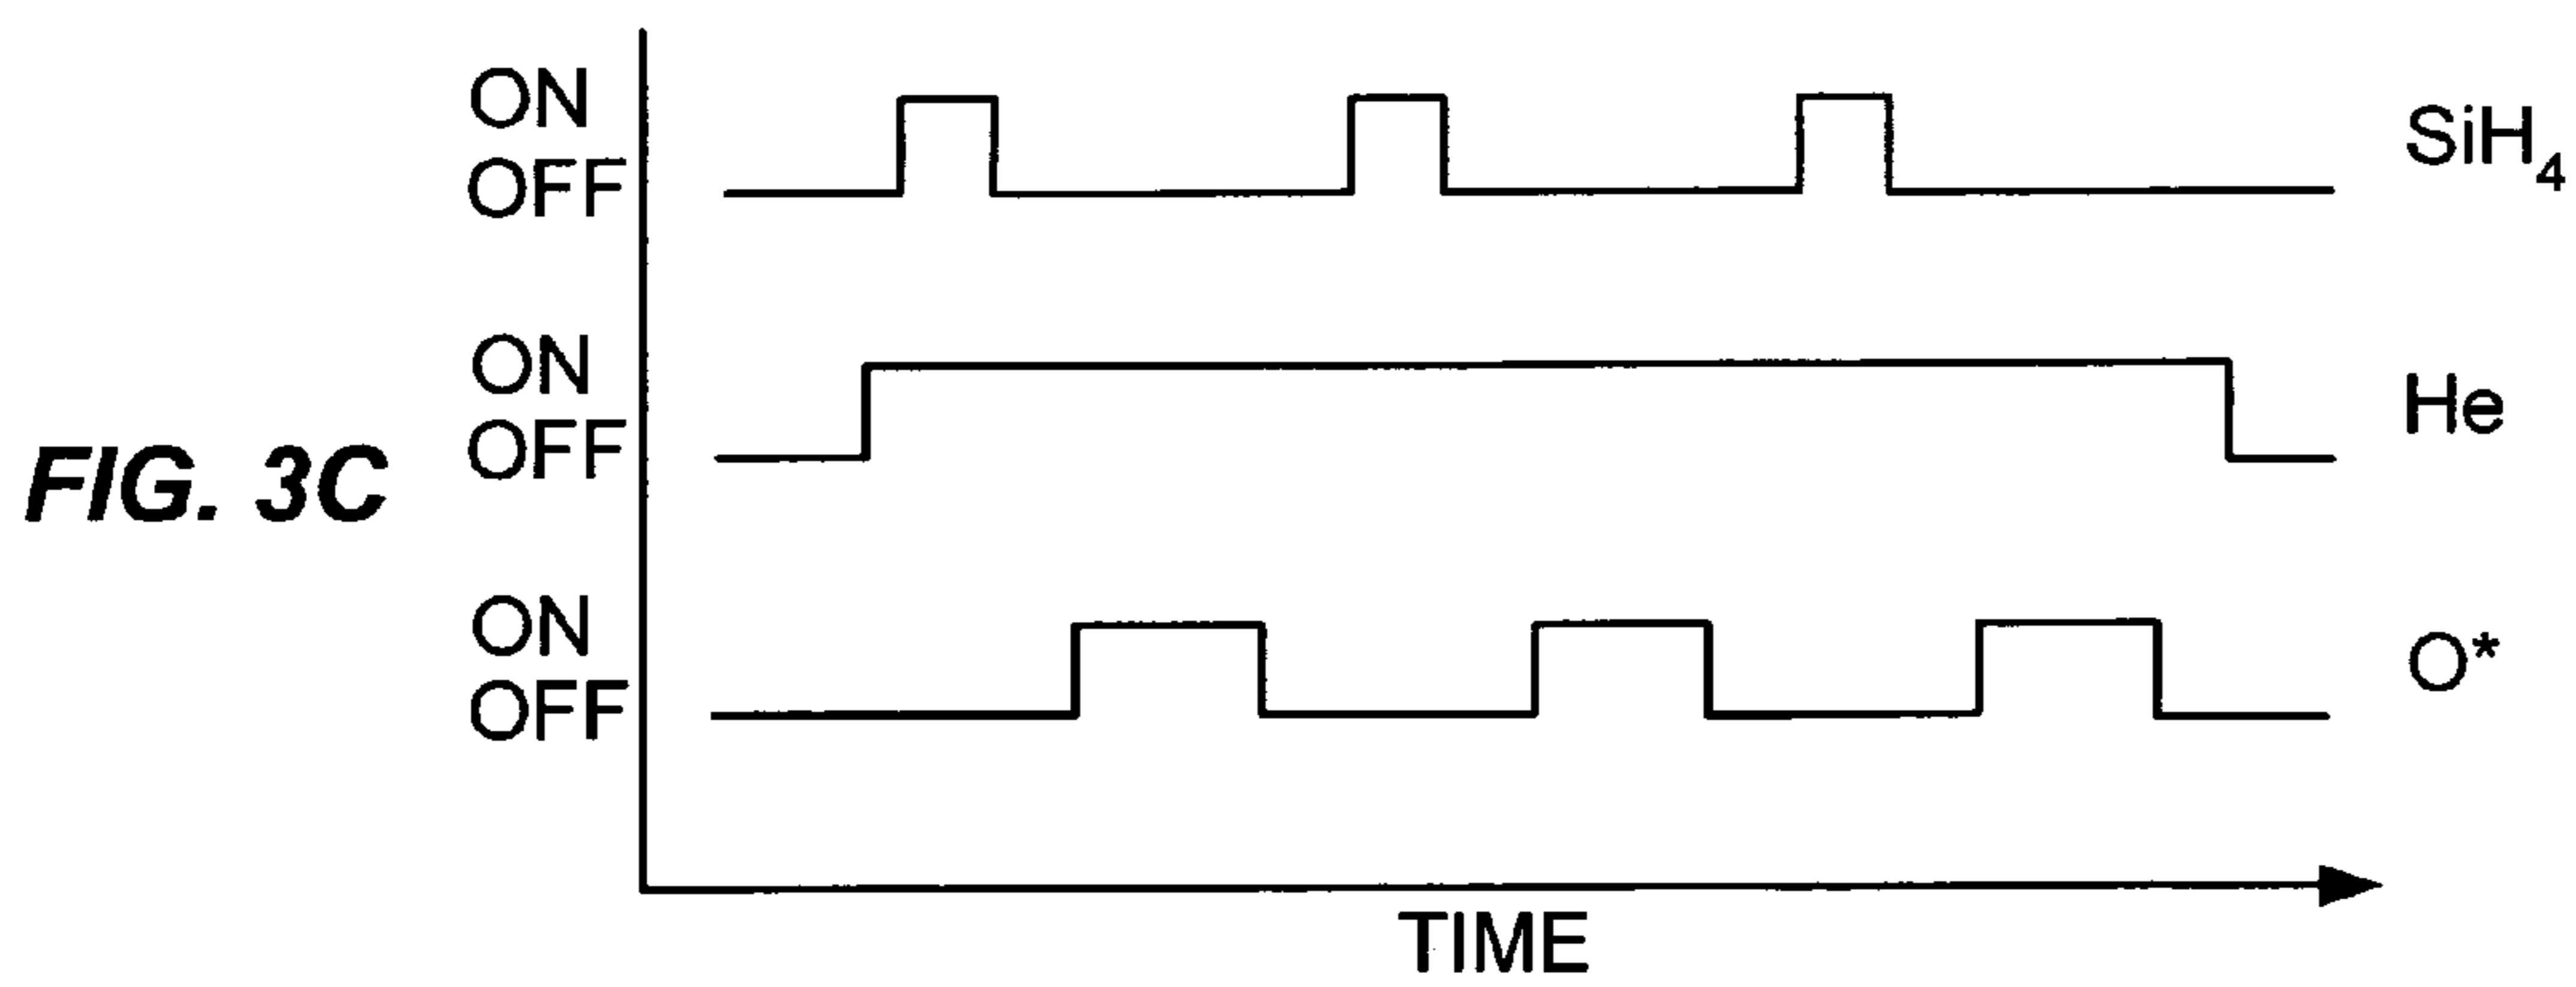 ON
OFF
SiH₄
ON
OFF
He
FIG. 3C
ON
OFF
O*
TIME